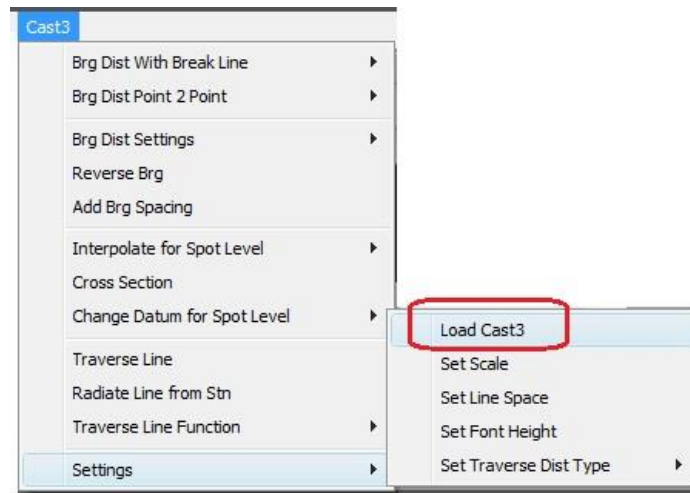 Cast3
Brg Dist With Break Line
Brg Dist Point 2 Point
Brg Dist Settings
Reverse Brg
Add Brg Spacing
Interpolate for Spot Level
Cross Section
Change Datum for Spot Level
Traverse Line
Radiate Line from Stn
Traverse Line Function
Settings
Load Cast3
Set Scale
Set Line Space
Set Font Height
Set Traverse Dist Type